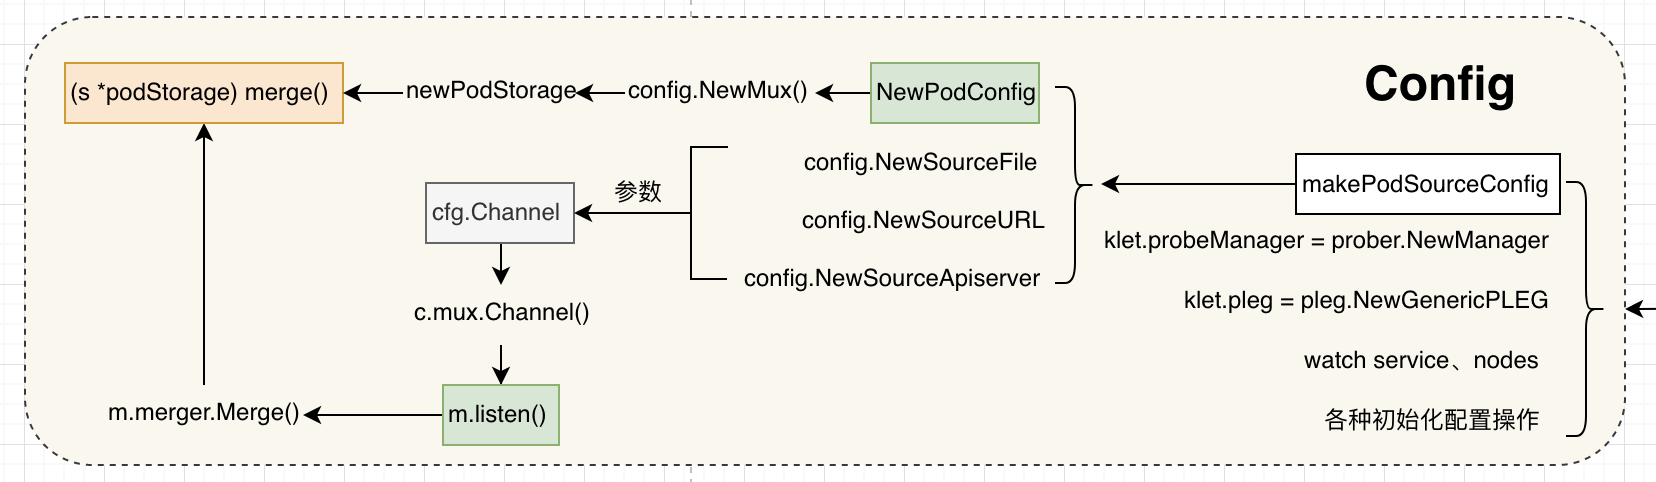 Config
(s *podStorage) merge()
newPodStorage
config.NewMux()
NewPodConfig
config.NewSourceFile
makePodSourceConfig
参数
cfg.Channel
config.NewSourceURL
klet.probeManager = prober.NewManager
config.NewSourceApiserver
klet.pleg = pleg.NewGenericPLEG
c.mux.Channel()
watch service、nodes
m.merger.Merge()
m.listen()
各种初始化配置操作